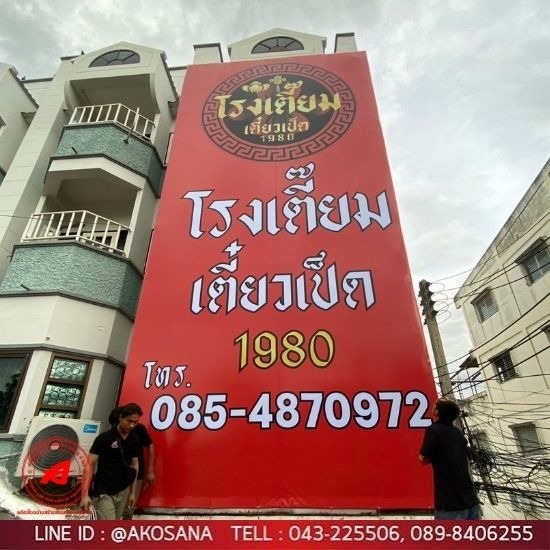 โรงเตี๊ยม
เตี๋ยวเป็ด
1980
โรงเตี๊ยม
เตี๋ยวเป็ด
1980
โทร.
085-4870972
Midea
LINE ID : @AKOSANA TELL : 043-225506, 089-8406255